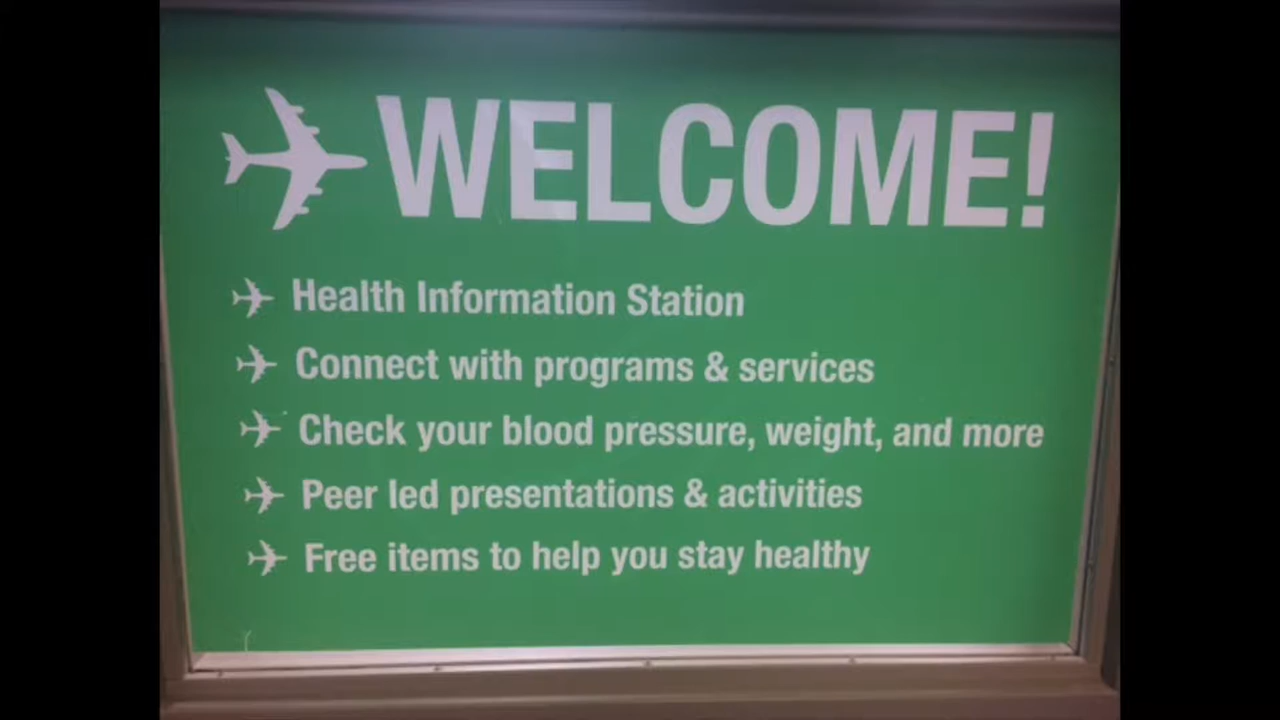 WELCOME!
Health Information Station
Connect with programs & services
Check your blood pressure, weight, and more
Peer led presentations & activities
Free items to help you stay healthy